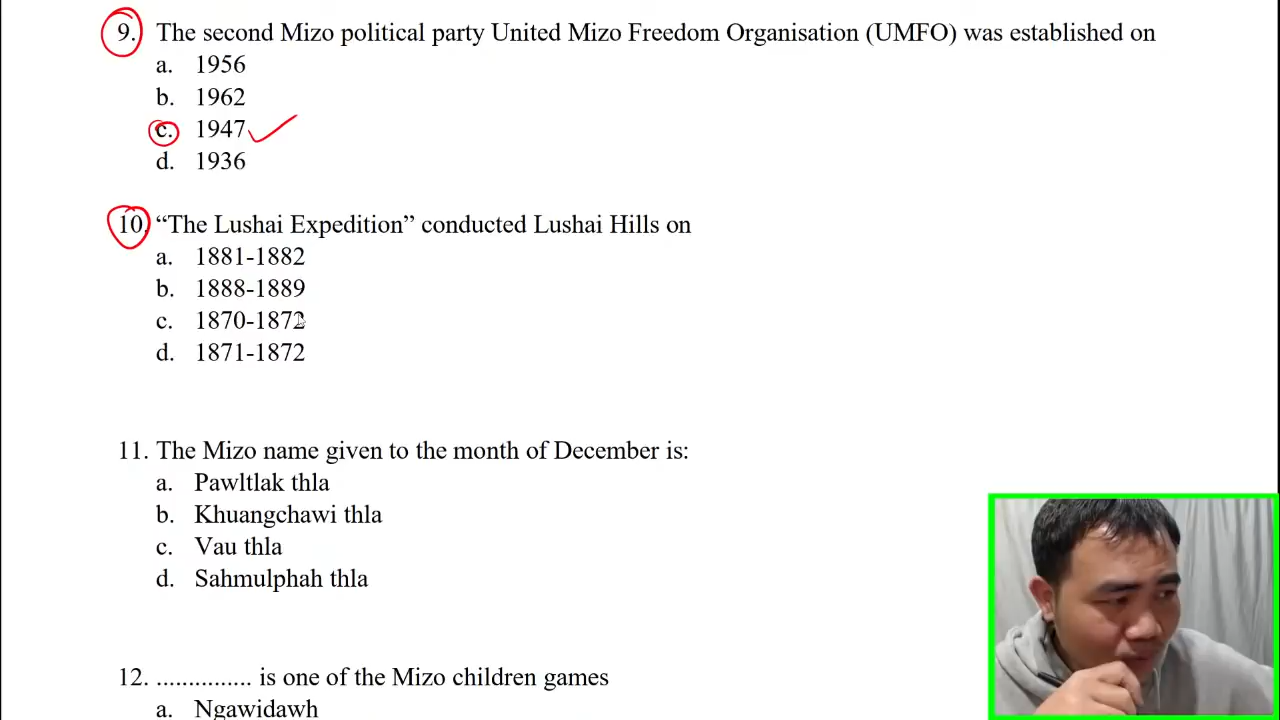 9. The second Mizo political party United Mizo Freedom Organisation (UMFO) was established on
a. 1956
b. 1962
c. 1947
d. 1936
10. “The Lushai Expedition” conducted Lushai Hills on
a. 1881-1882
b. 1888-1889
c. 1870-1872
d. 1871-1872
11. The Mizo name given to the month of December is:
a. Pawltlak thla
b. Khuangchawi thla
c. Vau thla
d. Sahmulphah thla
12. ............... is one of the Mizo children games
a. Ngawidawh